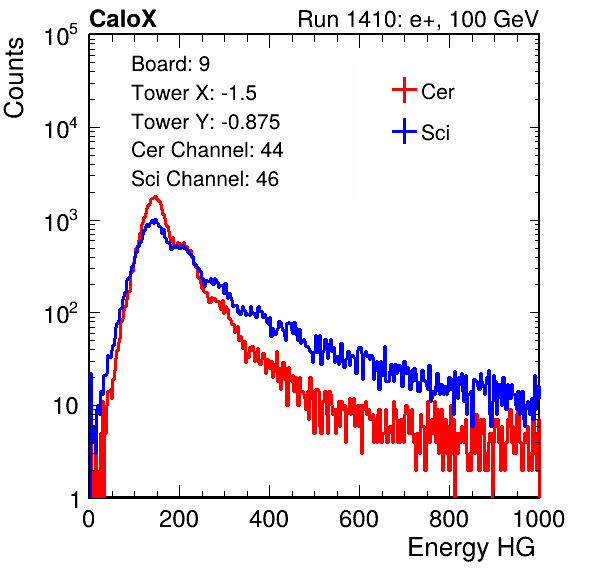 CaloX Run 1410: e+, 100 GeV
Counts
Board: 9
Tower X: -1.5
Tower Y: -0.875
Cer Channel: 44
Sci Channel: 46
Cer
Sci
10^5
10^4
10^3
10^2
10
1
0 200 400 600 800 1000
Energy HG